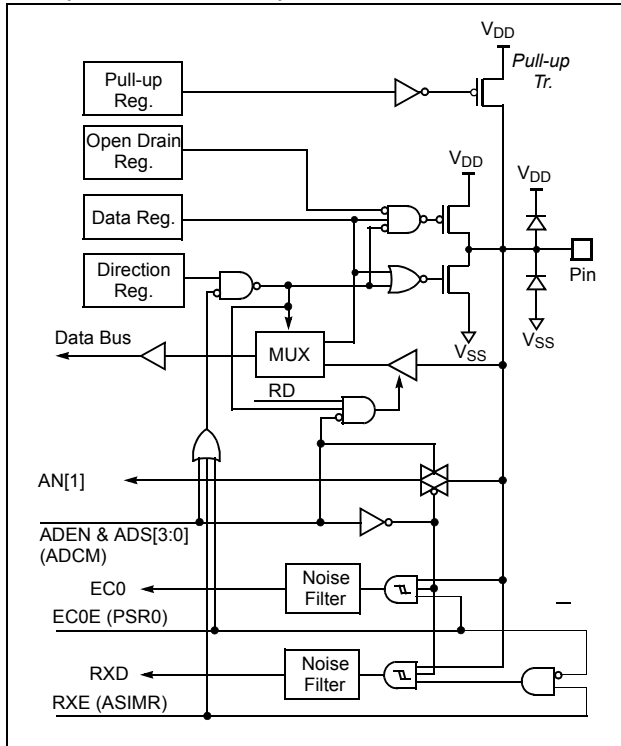 VDD
Pull-up
Tr.
Pull-up
Reg.
Open Drain
Reg.
VDD
VDD
Data Reg.
Direction
Reg.
Pin
Data Bus
MUX
VSS
VSS
RD
AN[1]
ADEN & ADS[3:0]
(ADCM)
EC0
Noise
Filter
EC0E (PSR0)
RXD
Noise
Filter
RXE (ASIMR)